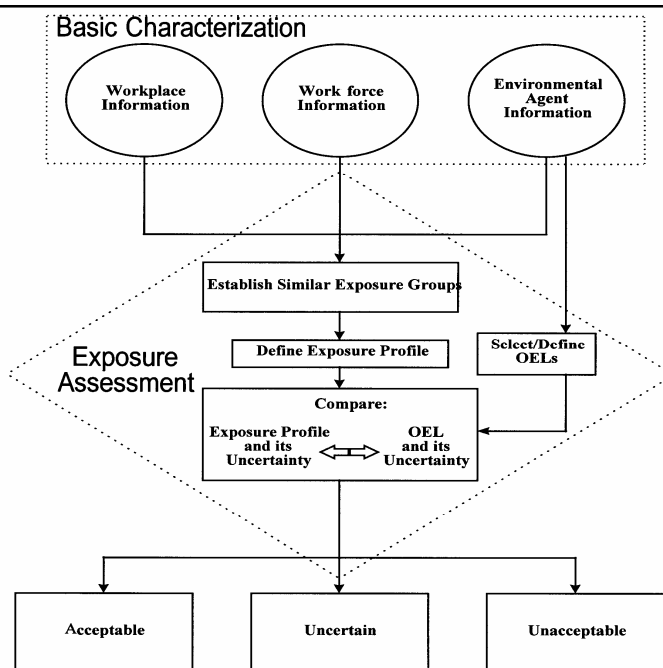 Basic Characterization
Workplace
Information
Work force
Information
Environmental
Agent
Information
Establish Similar Exposure Groups
Define Exposure Profile
Select/Define
OELs
Exposure
Assessment
Compare:
Exposure Profile
and its
Uncertainty
OEL
and its
Uncertainty
Acceptable
Uncertain
Unacceptable